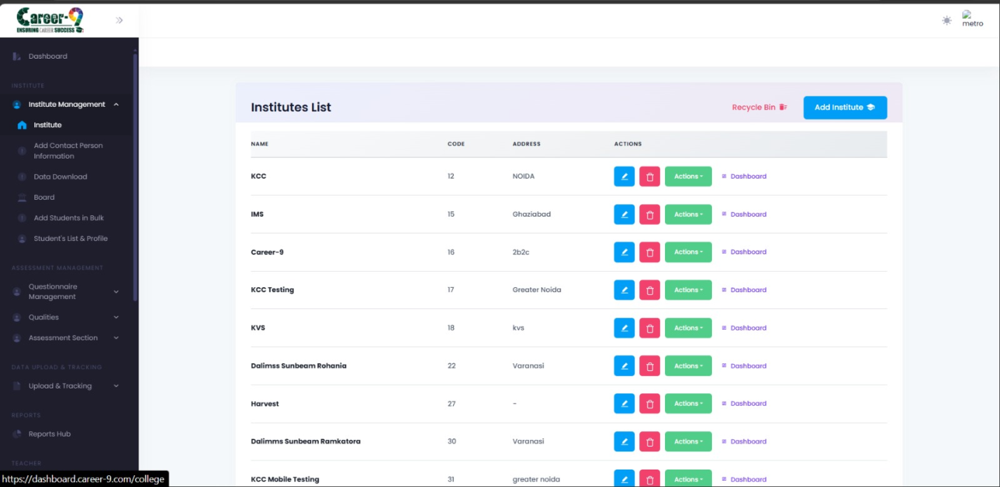 Career-9
ENSURING CAREER SUCCESS
metro
Dashboard
INSTITUTE
Institute Management
Institute
Add Contact Person
Information
Data Download
Board
Add Students in Bulk
Student's List & Profile
ASSESSMENT MANAGEMENT
Questionnaire
Management
Qualities
Assessment Section
DATA UPLOAD & TRACKING
Upload & Tracking
REPORTS
Reports Hub
TEACHER
https://dashboard.career-9.com/college
Institutes List
Recycle Bin
Add Institute
NAME CODE ADDRESS ACTIONS
KCC 12 NOIDA Actions Dashboard
IMS 15 Ghaziabad Actions Dashboard
Career-9 16 2b2c Actions Dashboard
KCC Testing 17 Greater Noida Actions Dashboard
KVS 18 kvs Actions Dashboard
Dalimss Sunbeam Rohania 22 Varanasi Actions Dashboard
Harvest 27 - Actions Dashboard
Dalimms Sunbeam Ramkatora 30 Varanasi Actions Dashboard
KCC Mobile Testing 31 greater noida Actions Dashboard